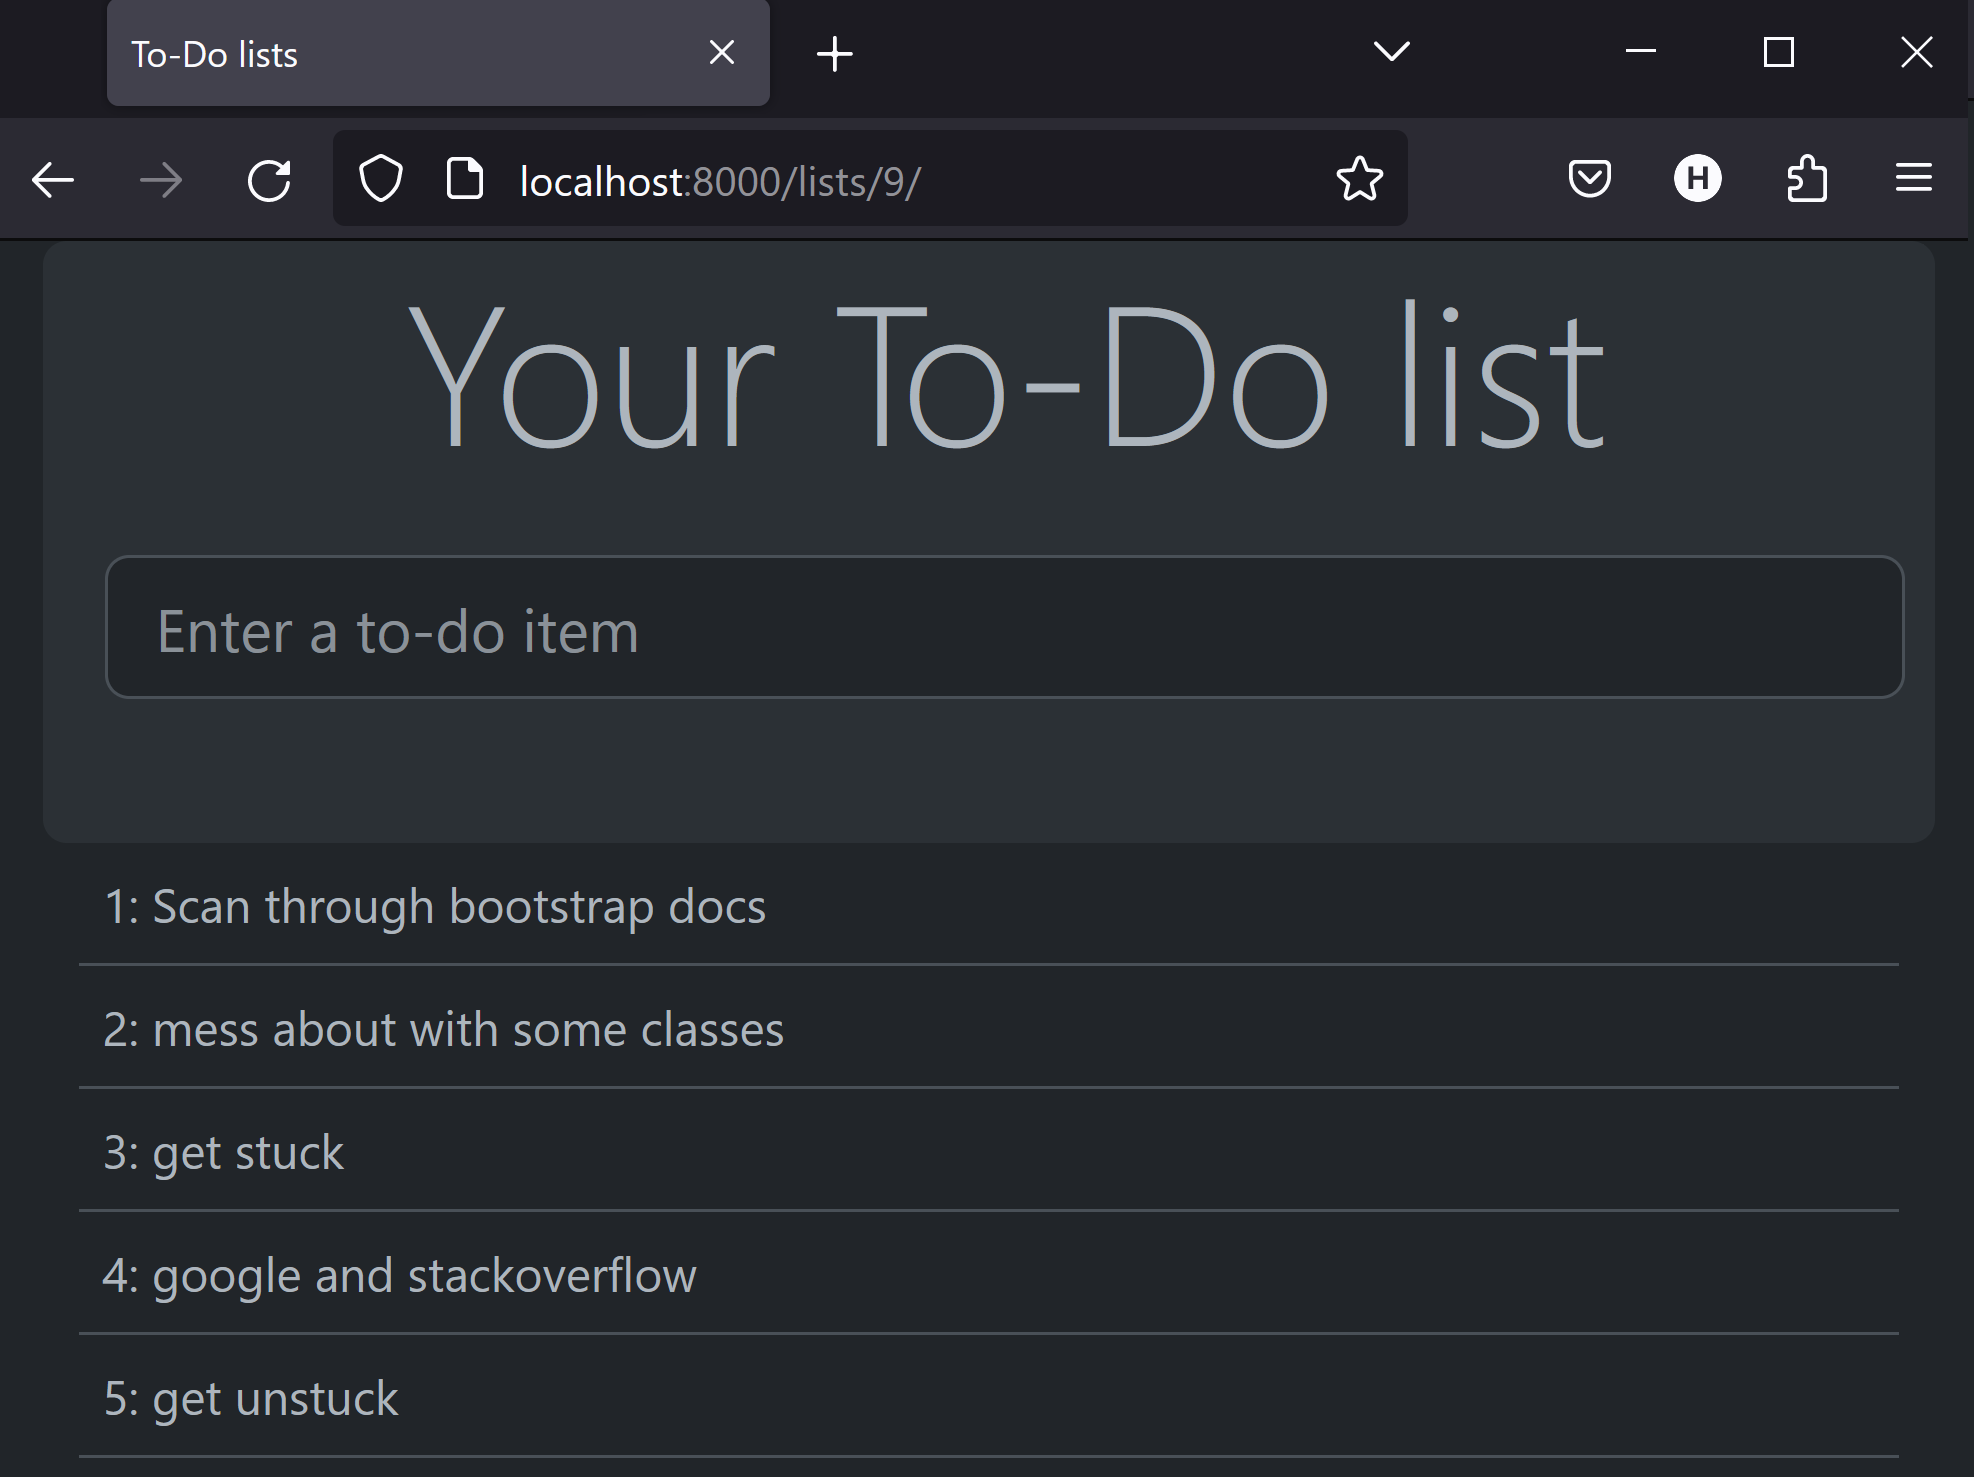 To-Do lists
localhost:8000/lists/9/
H
Your To-Do list
Enter a to-do item
1: Scan through bootstrap docs
2: mess about with some classes
3: get stuck
4: google and stackoverflow
5: get unstuck